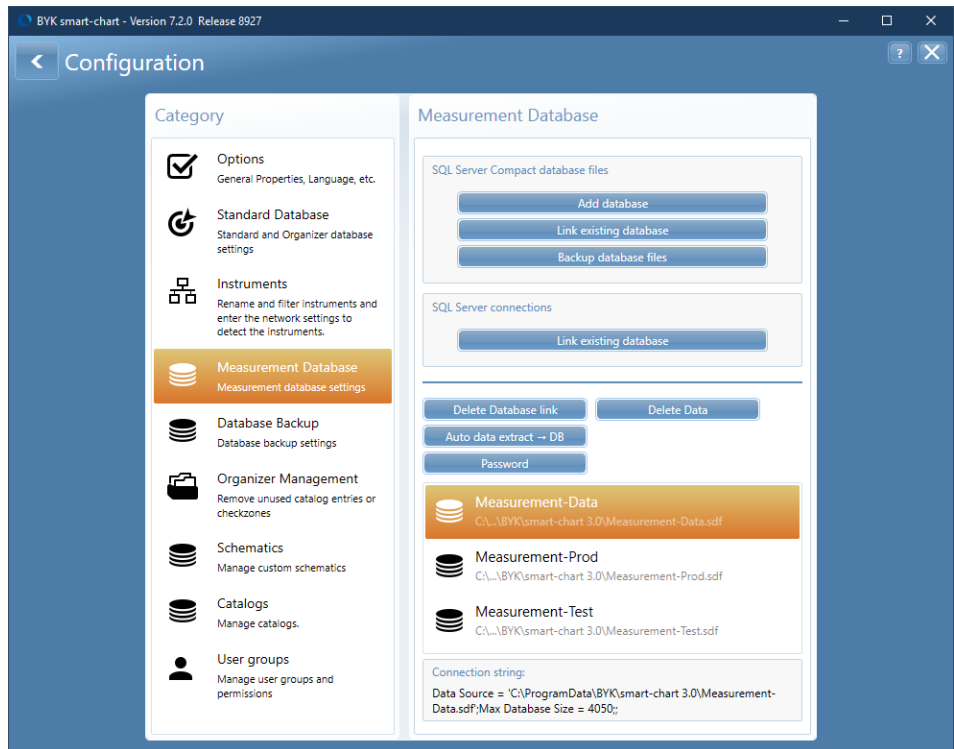 BYK smart-chart - Version 7.2.0 Release 8927
?
Configuration
Category
Options
General Properties, Language, etc.
Standard Database
Standard and Organizer database
settings
Instruments
Rename and filter instruments and
enter the network settings to
detect the instruments.
Measurement Database
Measurement database settings
Database Backup
Database backup settings
Organizer Management
Remove unused catalog entries or
checkzones
Schematics
Manage custom schematics
Catalogs
Manage catalogs.
User groups
Manage user groups and
permissions
Measurement Database
SQL Server Compact database files
Add database
Link existing database
Backup database files
SQL Server connections
Link existing database
Delete Database link
Delete Data
Auto data extract → DB
Password
Measurement-Data
C:\...\BYK\smart-chart 3.0\Measurement-Data.sdf
Measurement-Prod
C:\...\BYK\smart-chart 3.0\Measurement-Prod.sdf
Measurement-Test
C:\...\BYK\smart-chart 3.0\Measurement-Test.sdf
Connection string:
Data Source = 'C:\ProgramData\BYK\smart-chart 3.0\Measurement-
Data.sdf';Max Database Size = 4050;;